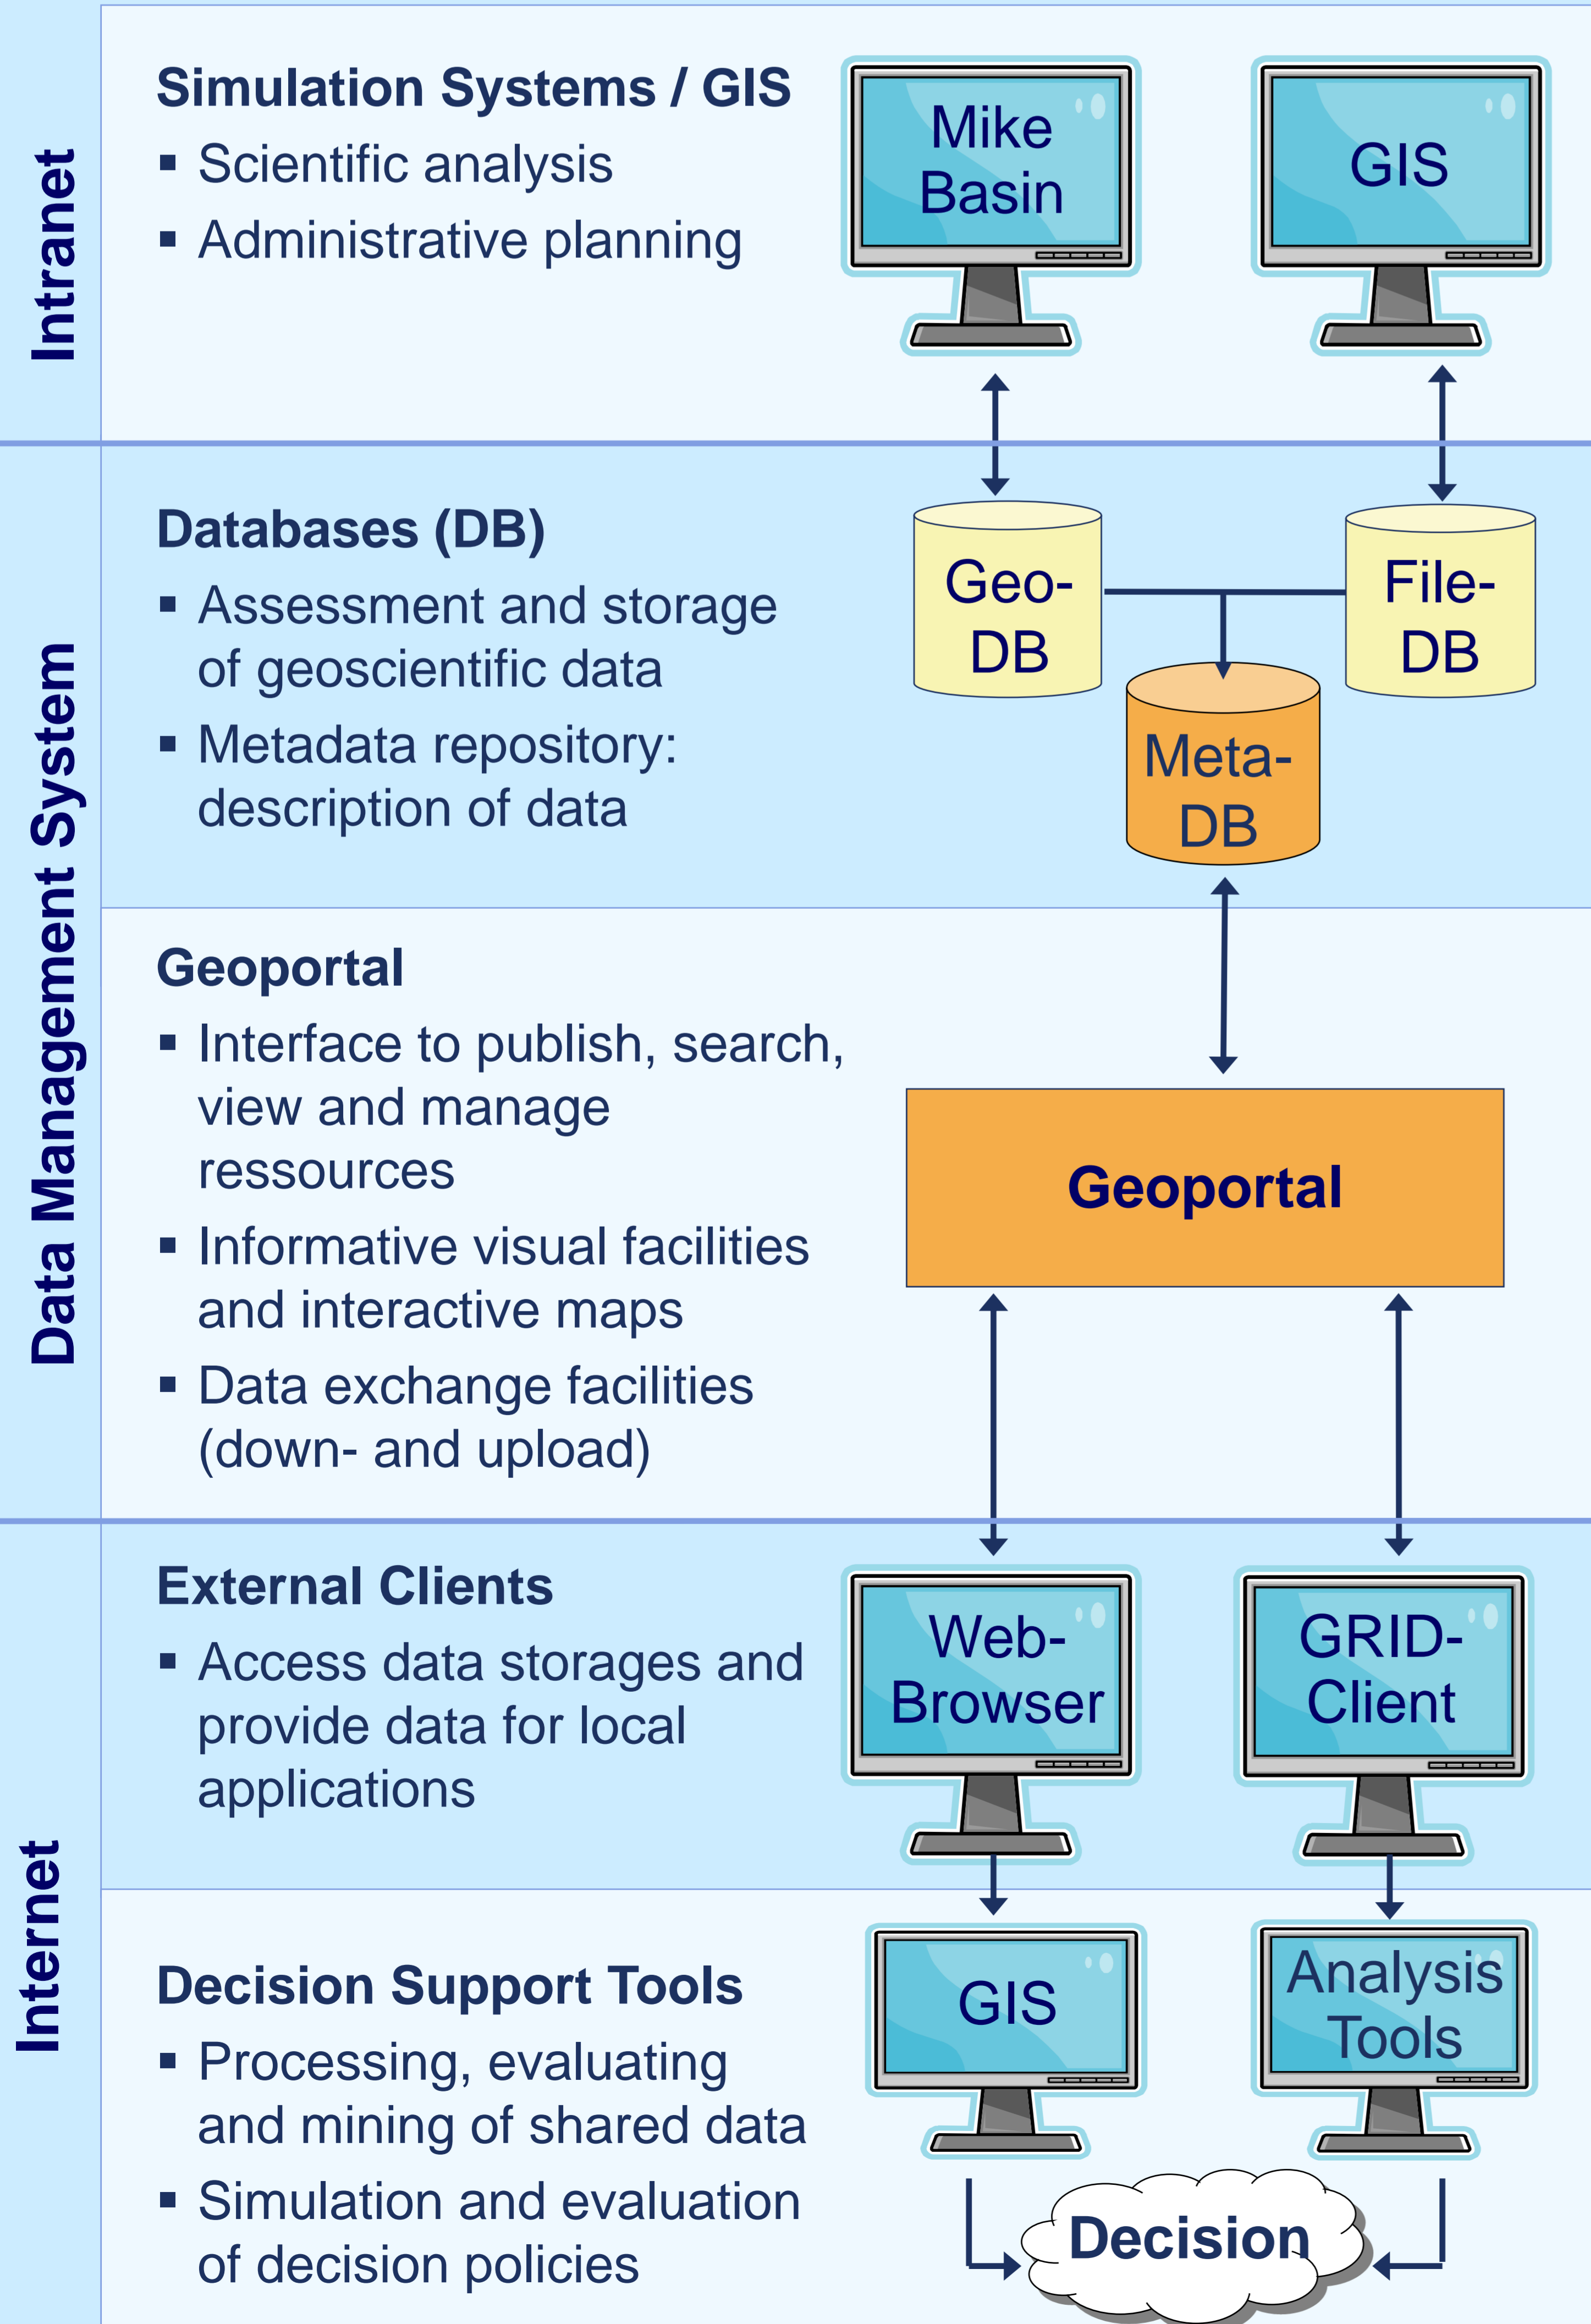 Intranet
Simulation Systems / GIS
▪ Scientific analysis
▪ Administrative planning
Mike
Basin
GIS
Data Management System
Databases (DB)
▪ Assessment and storage
of geoscientific data
▪ Metadata repository:
description of data
Geo-
DB
File-
DB
Meta-
DB
Geoportal
▪ Interface to publish, search,
view and manage
ressources
▪ Informative visual facilities
and interactive maps
▪ Data exchange facilities
(down- and upload)
Geoportal
Internet
External Clients
▪ Access data storages and
provide data for local
applications
Web-
Browser
GRID-
Client
Decision Support Tools
▪ Processing, evaluating
and mining of shared data
▪ Simulation and evaluation
of decision policies
GIS
Analysis
Tools
Decision